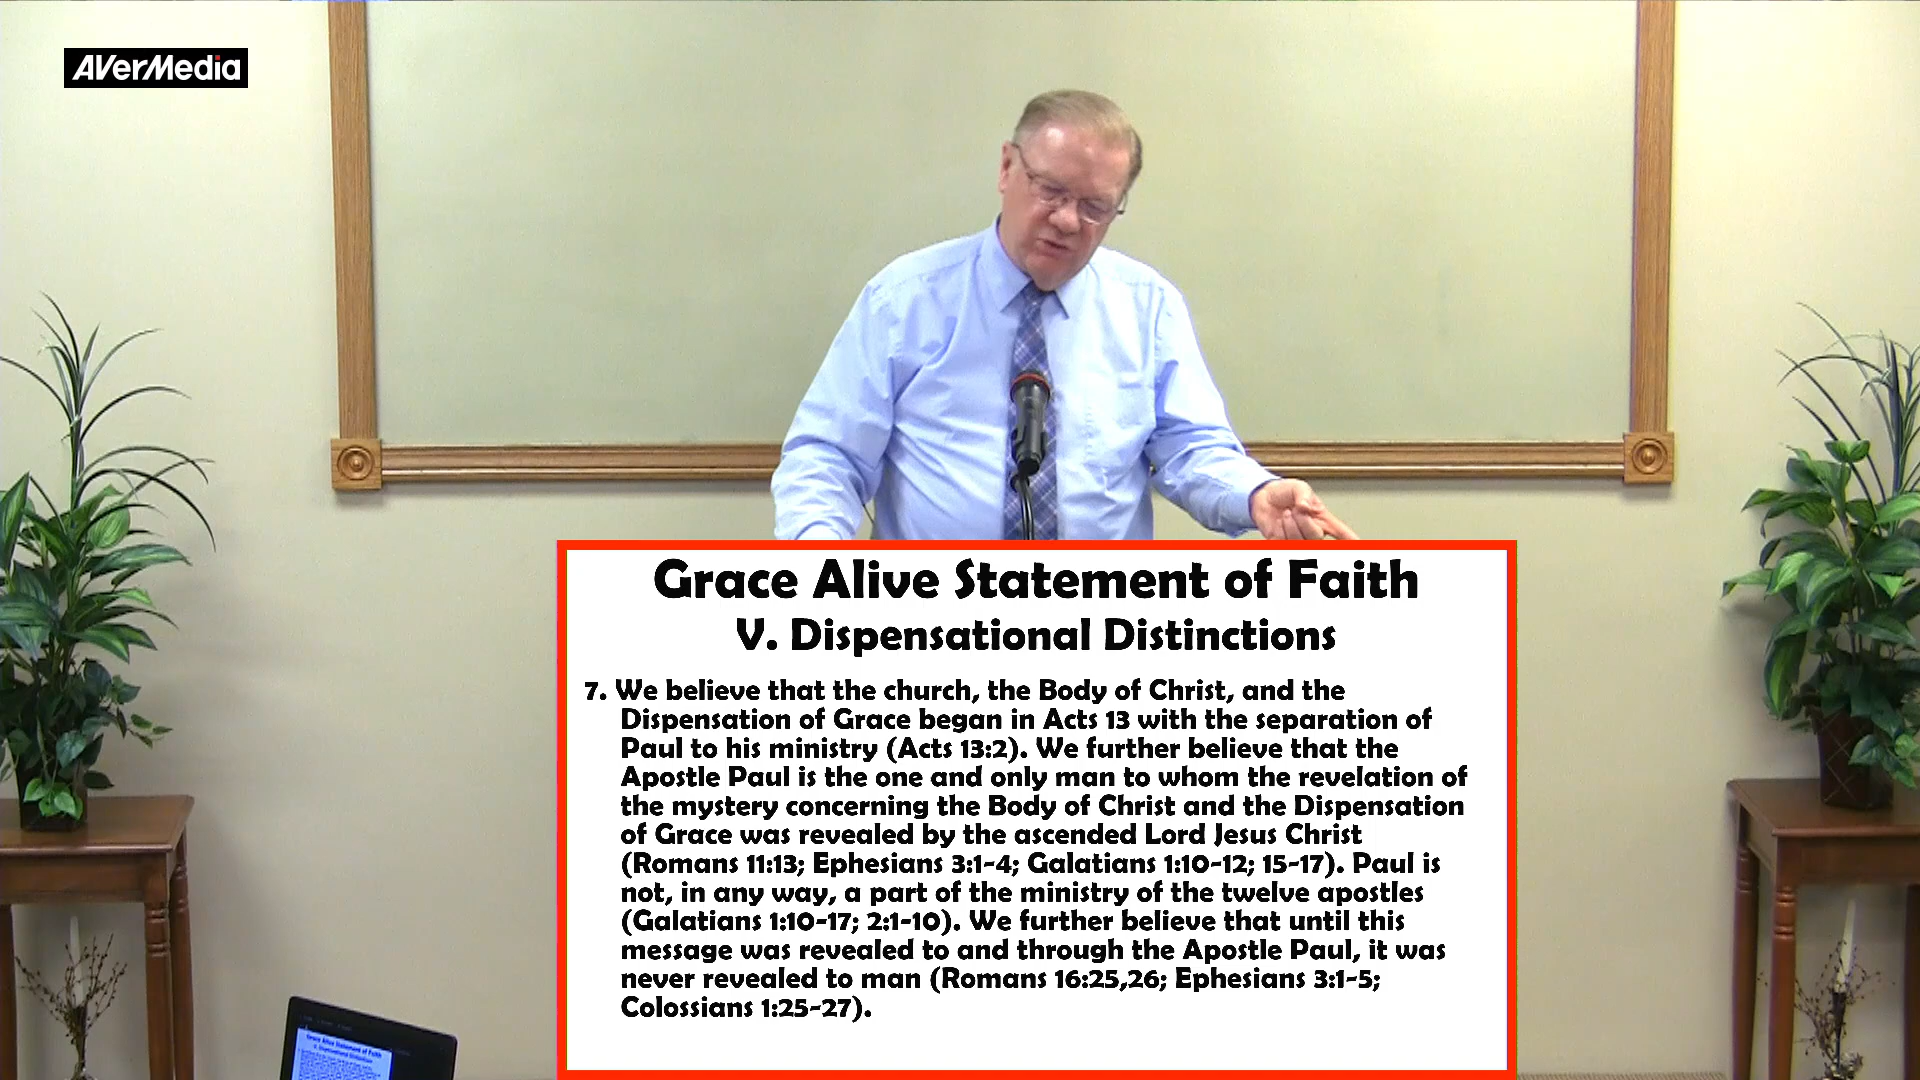 AVerMedia
Grace Alive Statement of Faith
V. Dispensational Distinctions
7. We believe that the church, the Body of Christ, and the
Dispensation of Grace began in Acts 13 with the separation of
Paul to his ministry (Acts 13:2). We further believe that the
Apostle Paul is the one and only man to whom the revelation of
the mystery concerning the Body of Christ and the Dispensation
of Grace was revealed by the ascended Lord Jesus Christ
(Romans 11:13; Ephesians 3:1-4; Galatians 1:10-12; 15-17). Paul is
not, in any way, a part of the ministry of the twelve apostles
(Galatians 1:10-17; 2:1-10). We further believe that until this
message was revealed to and through the Apostle Paul, it was
never revealed to man (Romans 16:25,26; Ephesians 3:1-5;
Colossians 1:25-27).
Grace Alive Statement of Faith
V. Dispensational Distinctions